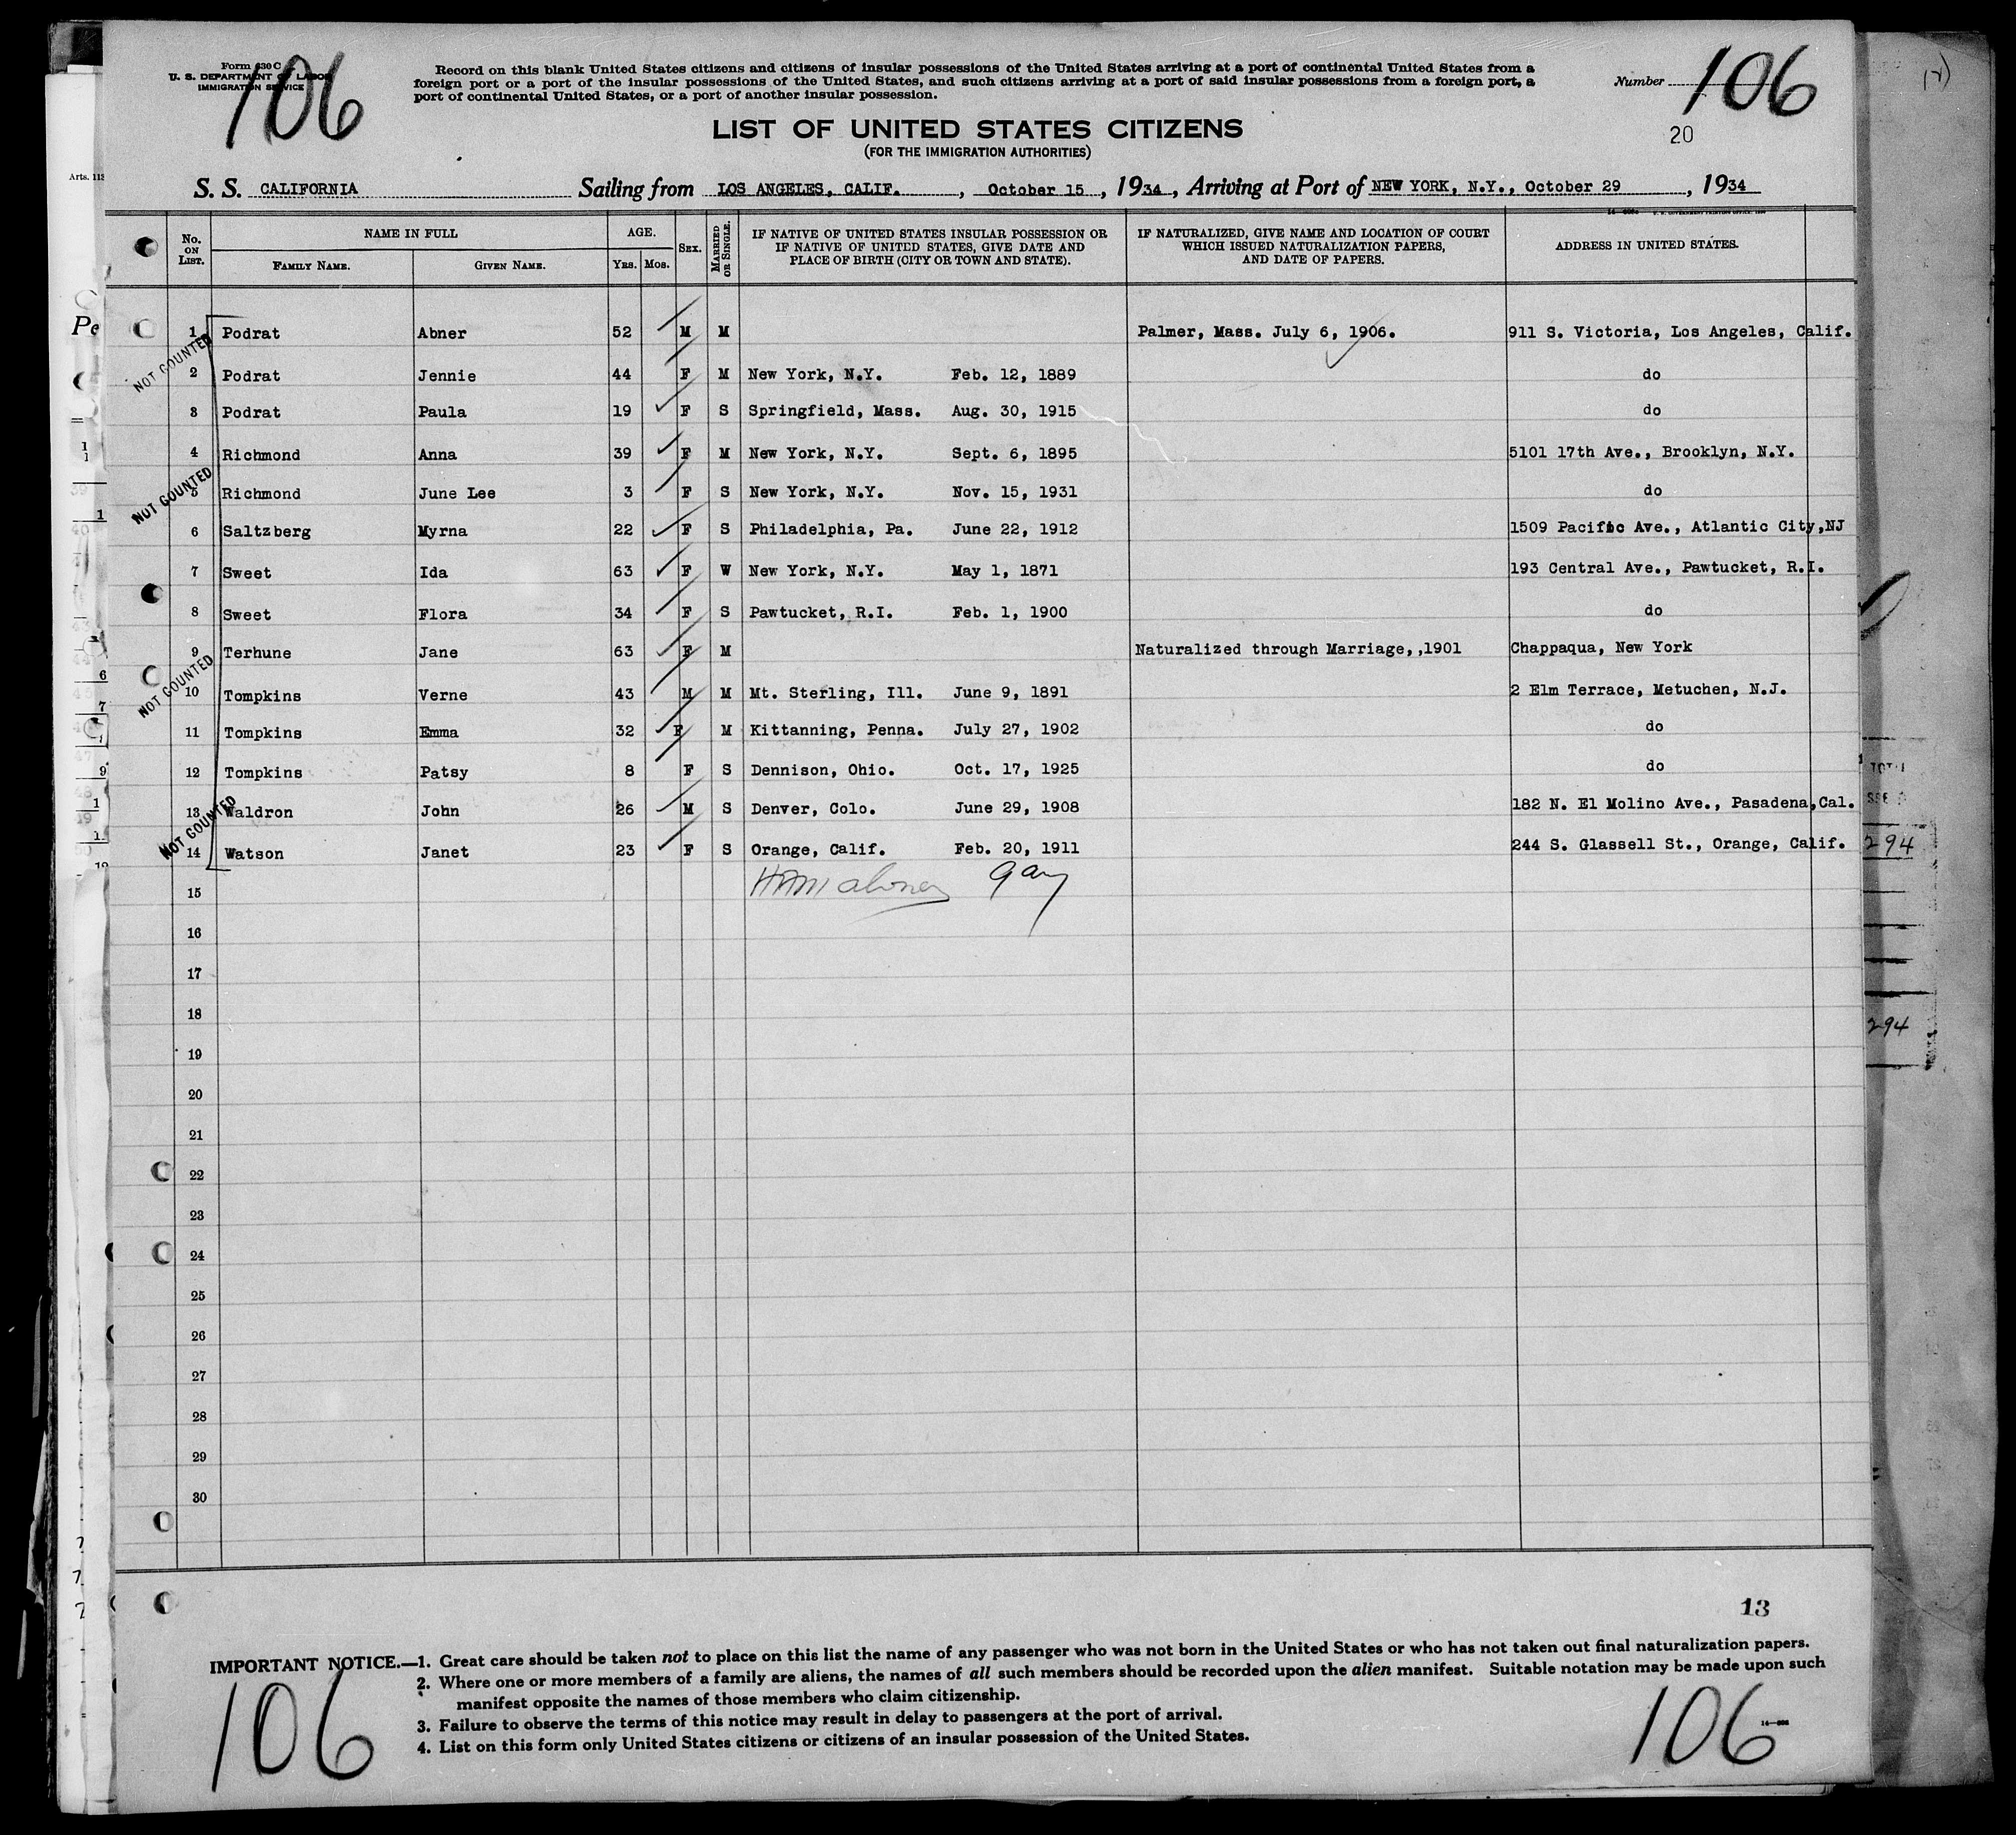 Form 630 C
U. S. DEPARTMENT OF LABOR
IMMIGRATION SERVICE
106
Record on this blank United States citizens and citizens of insular possessions of the United States arriving at a port of continental United States from a
foreign port or a port of the insular possessions of the United States, and such citizens arriving at a port of said insular possessions from a foreign port, a
port of continental United States, or a port of another insular possession.
Number 106
20
LIST OF UNITED STATES CITIZENS
(FOR THE IMMIGRATION AUTHORITIES)
Arts. 113
S. S. CALIFORNIA Sailing from LOS ANGELES, CALIF., October 15, 1934, Arriving at Port of NEW YORK, N.Y., October 29, 1934
No. ON LIST. NAME IN FULL FAMILY NAME. GIVEN NAME. AGE. YRS. MOS. SEX. MARRIED OR SINGLE. IF NATIVE OF UNITED STATES INSULAR POSSESSION OR IF NATIVE OF UNITED STATES, GIVE DATE AND PLACE OF BIRTH (CITY OR TOWN AND STATE). IF NATURALIZED, GIVE NAME AND LOCATION OF COURT WHICH ISSUED NATURALIZATION PAPERS, AND DATE OF PAPERS. ADDRESS IN UNITED STATES.
1 Podrat Abner 52 M M Palmer, Mass. July 6, 1906. 911 S. Victoria, Los Angeles, Calif.
NOT COUNTED
2 Podrat Jennie 44 F M New York, N.Y. Feb. 12, 1889 do
3 Podrat Paula 19 F S Springfield, Mass. Aug. 30, 1915 do
4 Richmond Anna 39 F M New York, N.Y. Sept. 6, 1895 5101 17th Ave., Brooklyn, N.Y.
NOT COUNTED
5 Richmond June Lee 3 F S New York, N.Y. Nov. 15, 1931 do
6 Saltzberg Myrna 22 F S Philadelphia, Pa. June 22, 1912 1509 Pacific Ave., Atlantic City,NJ
7 Sweet Ida 63 F W New York, N.Y. May 1, 1871 193 Central Ave., Pawtucket, R.I.
8 Sweet Flora 34 F S Pawtucket, R.I. Feb. 1, 1900 do
9 Terhune Jane 63 F M Naturalized through Marriage,,1901 Chappaqua, New York
NOT COUNTED
10 Tompkins Verne 43 M M Mt. Sterling, Ill. June 9, 1891 2 Elm Terrace, Metuchen, N.J.
11 Tompkins Emma 32 F M Kittanning, Penna. July 27, 1902 do
12 Tompkins Patsy 8 F S Dennison, Ohio. Oct. 17, 1925 do
13 Waldron John 26 M S Denver, Colo. June 29, 1908 182 N. El Molino Ave., Pasadena,Cal.
NOT COUNTED
14 Watson Janet 23 F S Orange, Calif. Feb. 20, 1911 244 S. Glassell St., Orange, Calif.
294
15
16
17
18
19
294
20
21
22
23
24
25
26
27
28
29
30
13
IMPORTANT NOTICE.—1. Great care should be taken not to place on this list the name of any passenger who was not born in the United States or who has not taken out final naturalization papers.
2. Where one or more members of a family are aliens, the names of all such members should be recorded upon the alien manifest. Suitable notation may be made upon such
manifest opposite the names of those members who claim citizenship.
3. Failure to observe the terms of this notice may result in delay to passengers at the port of arrival.
4. List on this form only United States citizens or citizens of an insular possession of the United States.
106
106